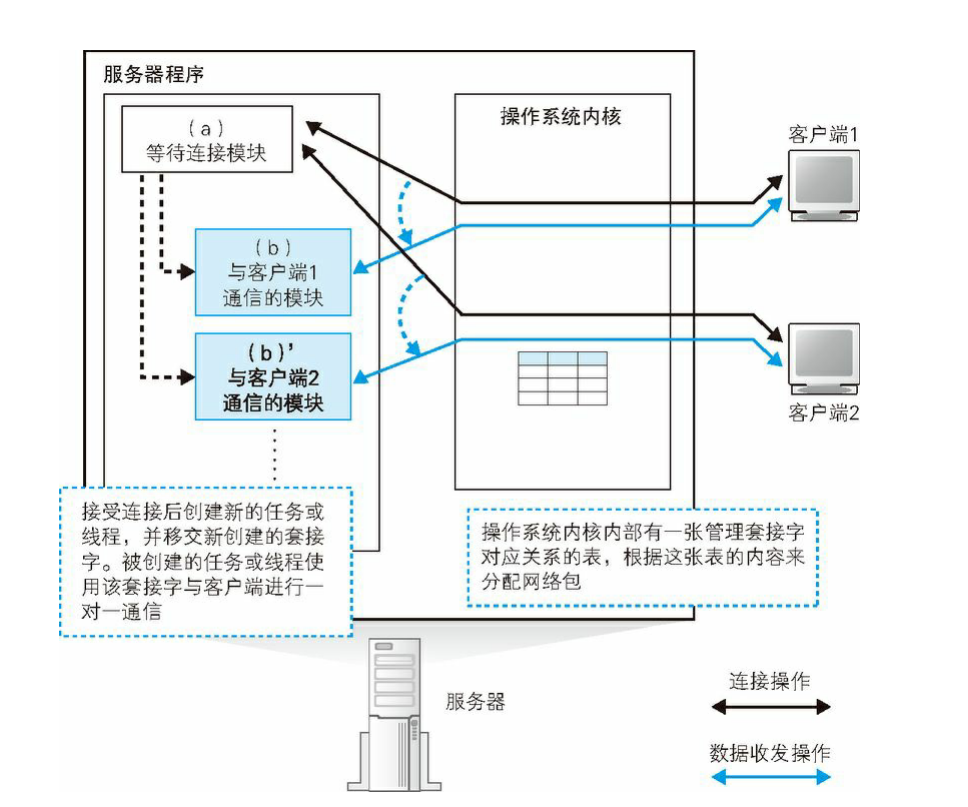 服务器程序
(a)
等待连接模块
操作系统内核
客户端1
(b)
与客户端1
通信的模块
(b)’
与客户端2
通信的模块
客户端2
接受连接后创建新的任务或
线程，并移交新创建的套接
字。被创建的任务或线程使
用该套接字与客户端进行一
对一通信
操作系统内核内部有一张管理套接字
对应关系的表，根据这张表的内容来
分配网络包
服务器
连接操作
数据收发操作